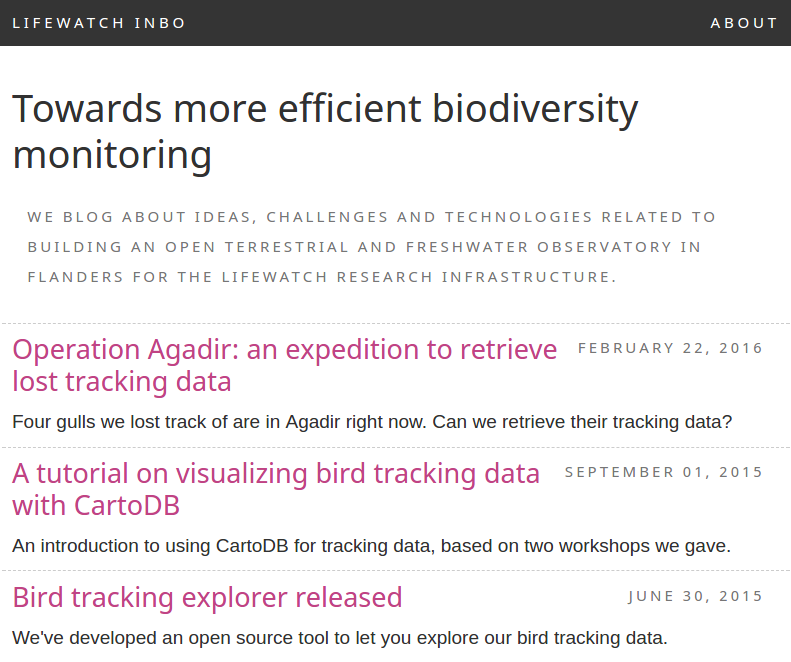 LIFEWATCH INBO ABOUT
Towards more efficient biodiversity
monitoring
WE BLOG ABOUT IDEAS, CHALLENGES AND TECHNOLOGIES RELATED TO
BUILDING AN OPEN TERRESTRIAL AND FRESHWATER OBSERVATORY IN
FLANDERS FOR THE LIFEWATCH RESEARCH INFRASTRUCTURE.
Operation Agadir: an expedition to retrieve FEBRUARY 22, 2016
lost tracking data
Four gulls we lost track of are in Agadir right now. Can we retrieve their tracking data?
A tutorial on visualizing bird tracking data SEPTEMBER 01, 2015
with CartoDB
An introduction to using CartoDB for tracking data, based on two workshops we gave.
Bird tracking explorer released JUNE 30, 2015
We've developed an open source tool to let you explore our bird tracking data.